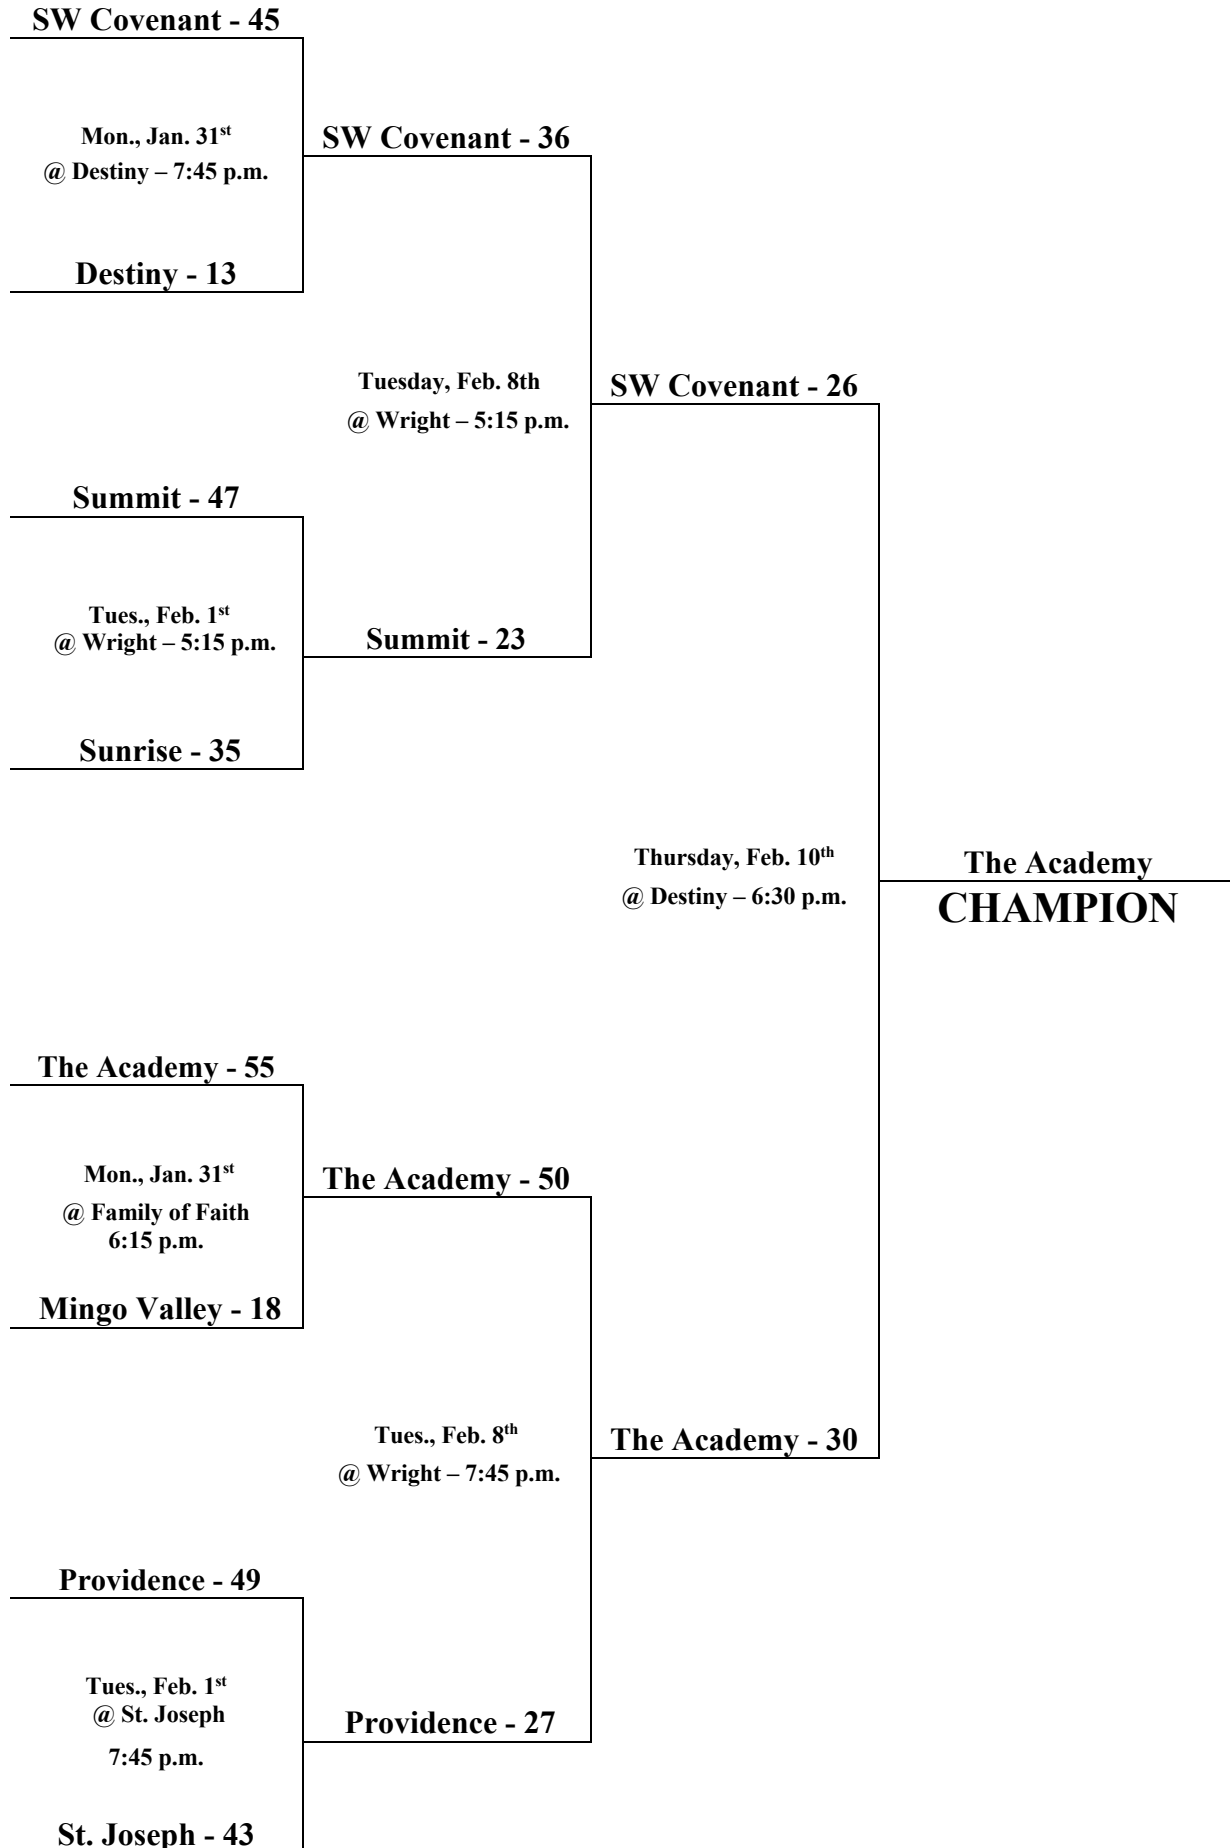 SW Covenant - 45
Mon., Jan. 31st
@ Destiny – 7:45 p.m.
SW Covenant - 36
Destiny - 13
Tuesday, Feb. 8th
@ Wright – 5:15 p.m.
SW Covenant - 26
Summit - 47
Tues., Feb. 1st
@ Wright – 5:15 p.m.
Summit - 23
Sunrise - 35
Thursday, Feb. 10th
@ Destiny – 6:30 p.m.
The Academy
CHAMPION
The Academy - 55
Mon., Jan. 31st
@ Family of Faith
6:15 p.m.
The Academy - 50
Mingo Valley - 18
Tues., Feb. 8th
@ Wright – 7:45 p.m.
The Academy - 30
Providence - 49
Tues., Feb. 1st
@ St. Joseph
7:45 p.m.
Providence - 27
St. Joseph - 43